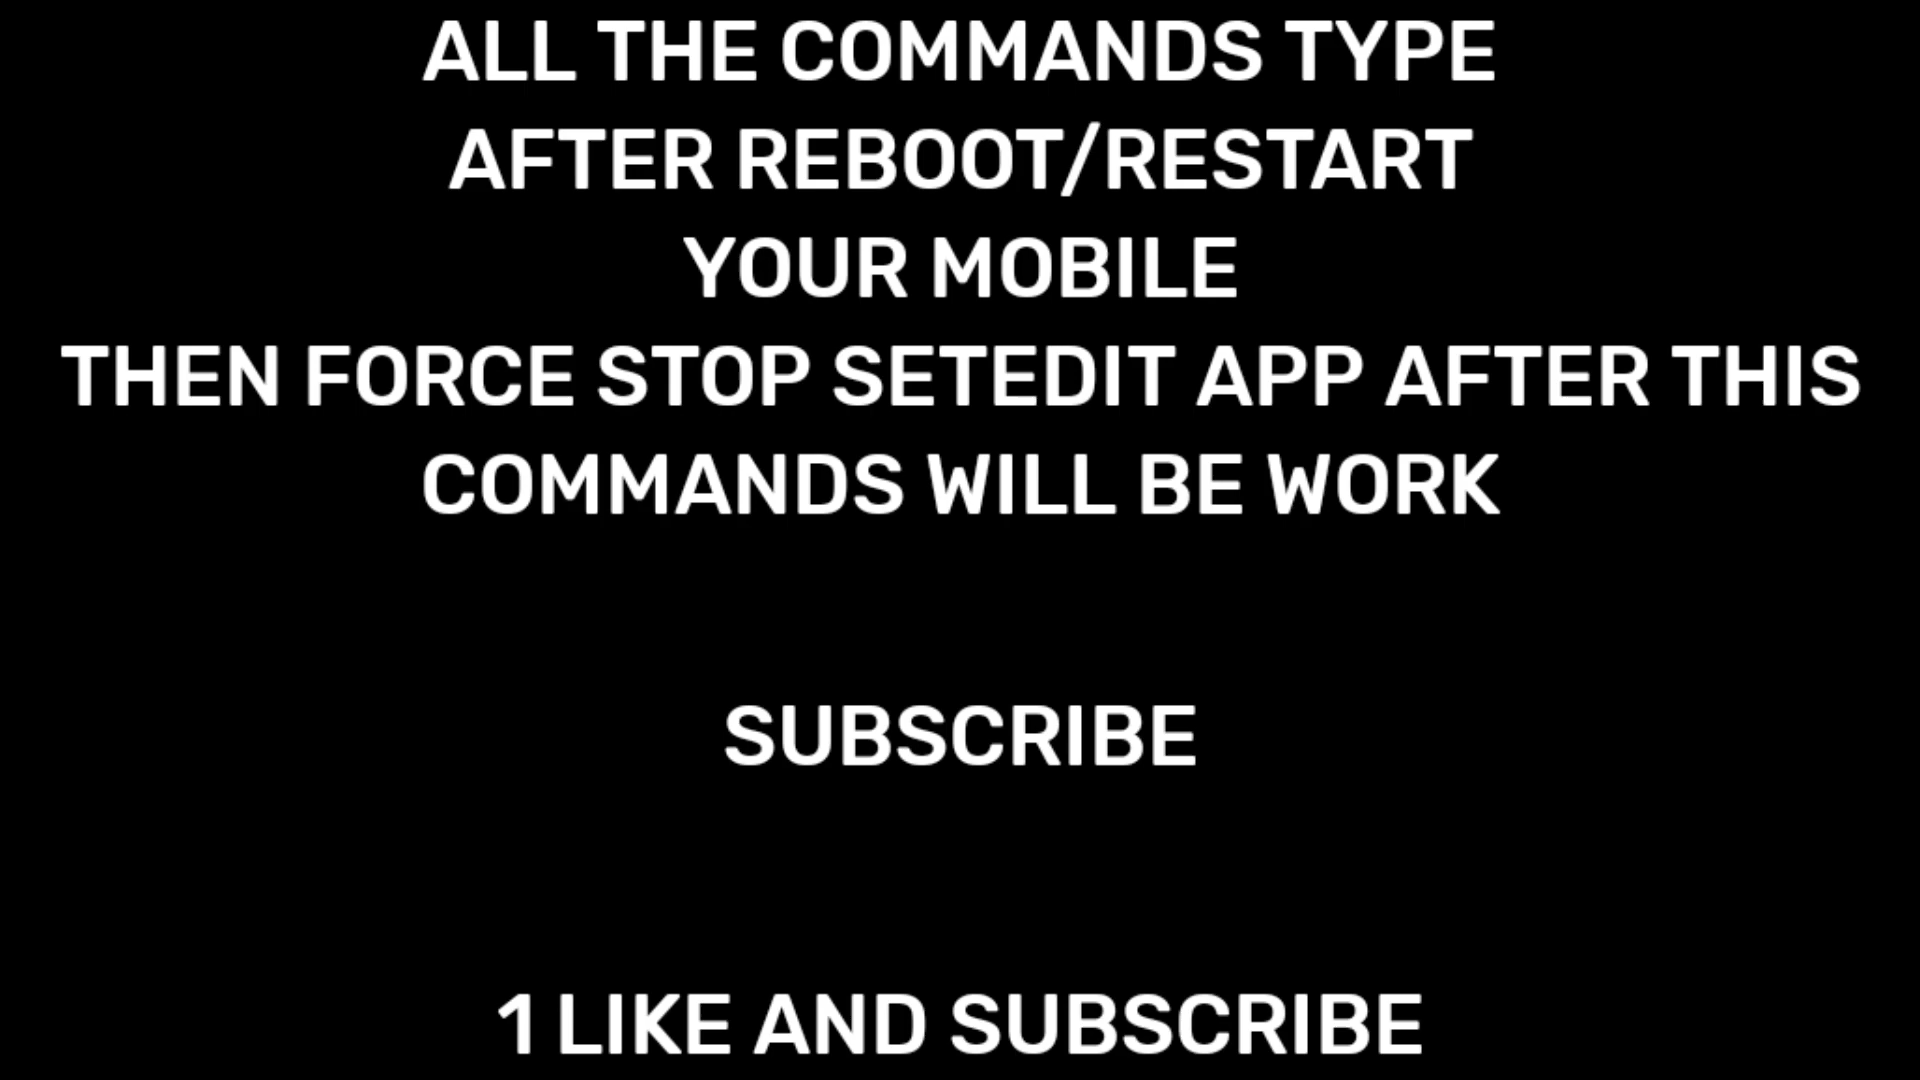 ALL THE COMMANDS TYPE
AFTER REBOOT/RESTART
YOUR MOBILE
THEN FORCE STOP SETEDIT APP AFTER THIS
COMMANDS WILL BE WORK
SUBSCRIBE
1 LIKE AND SUBSCRIBE